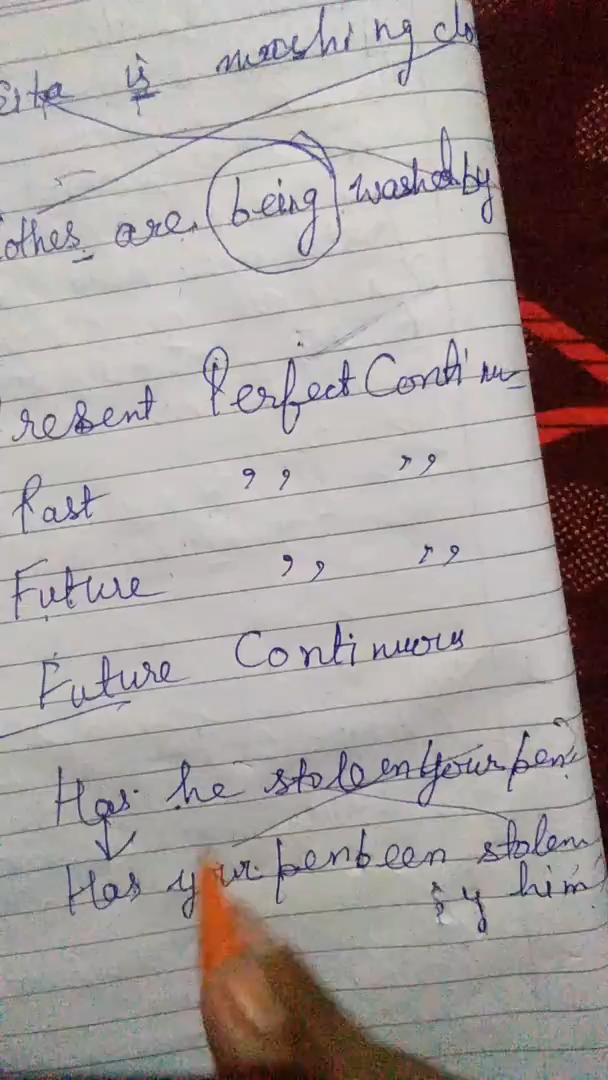 is washing clo
othes are being washed by
resent Perfect Continu
Past ,, ,,
Future ,, ,,
Future Continuous
Has he stolen your pen
Has your pen been stolen
by him